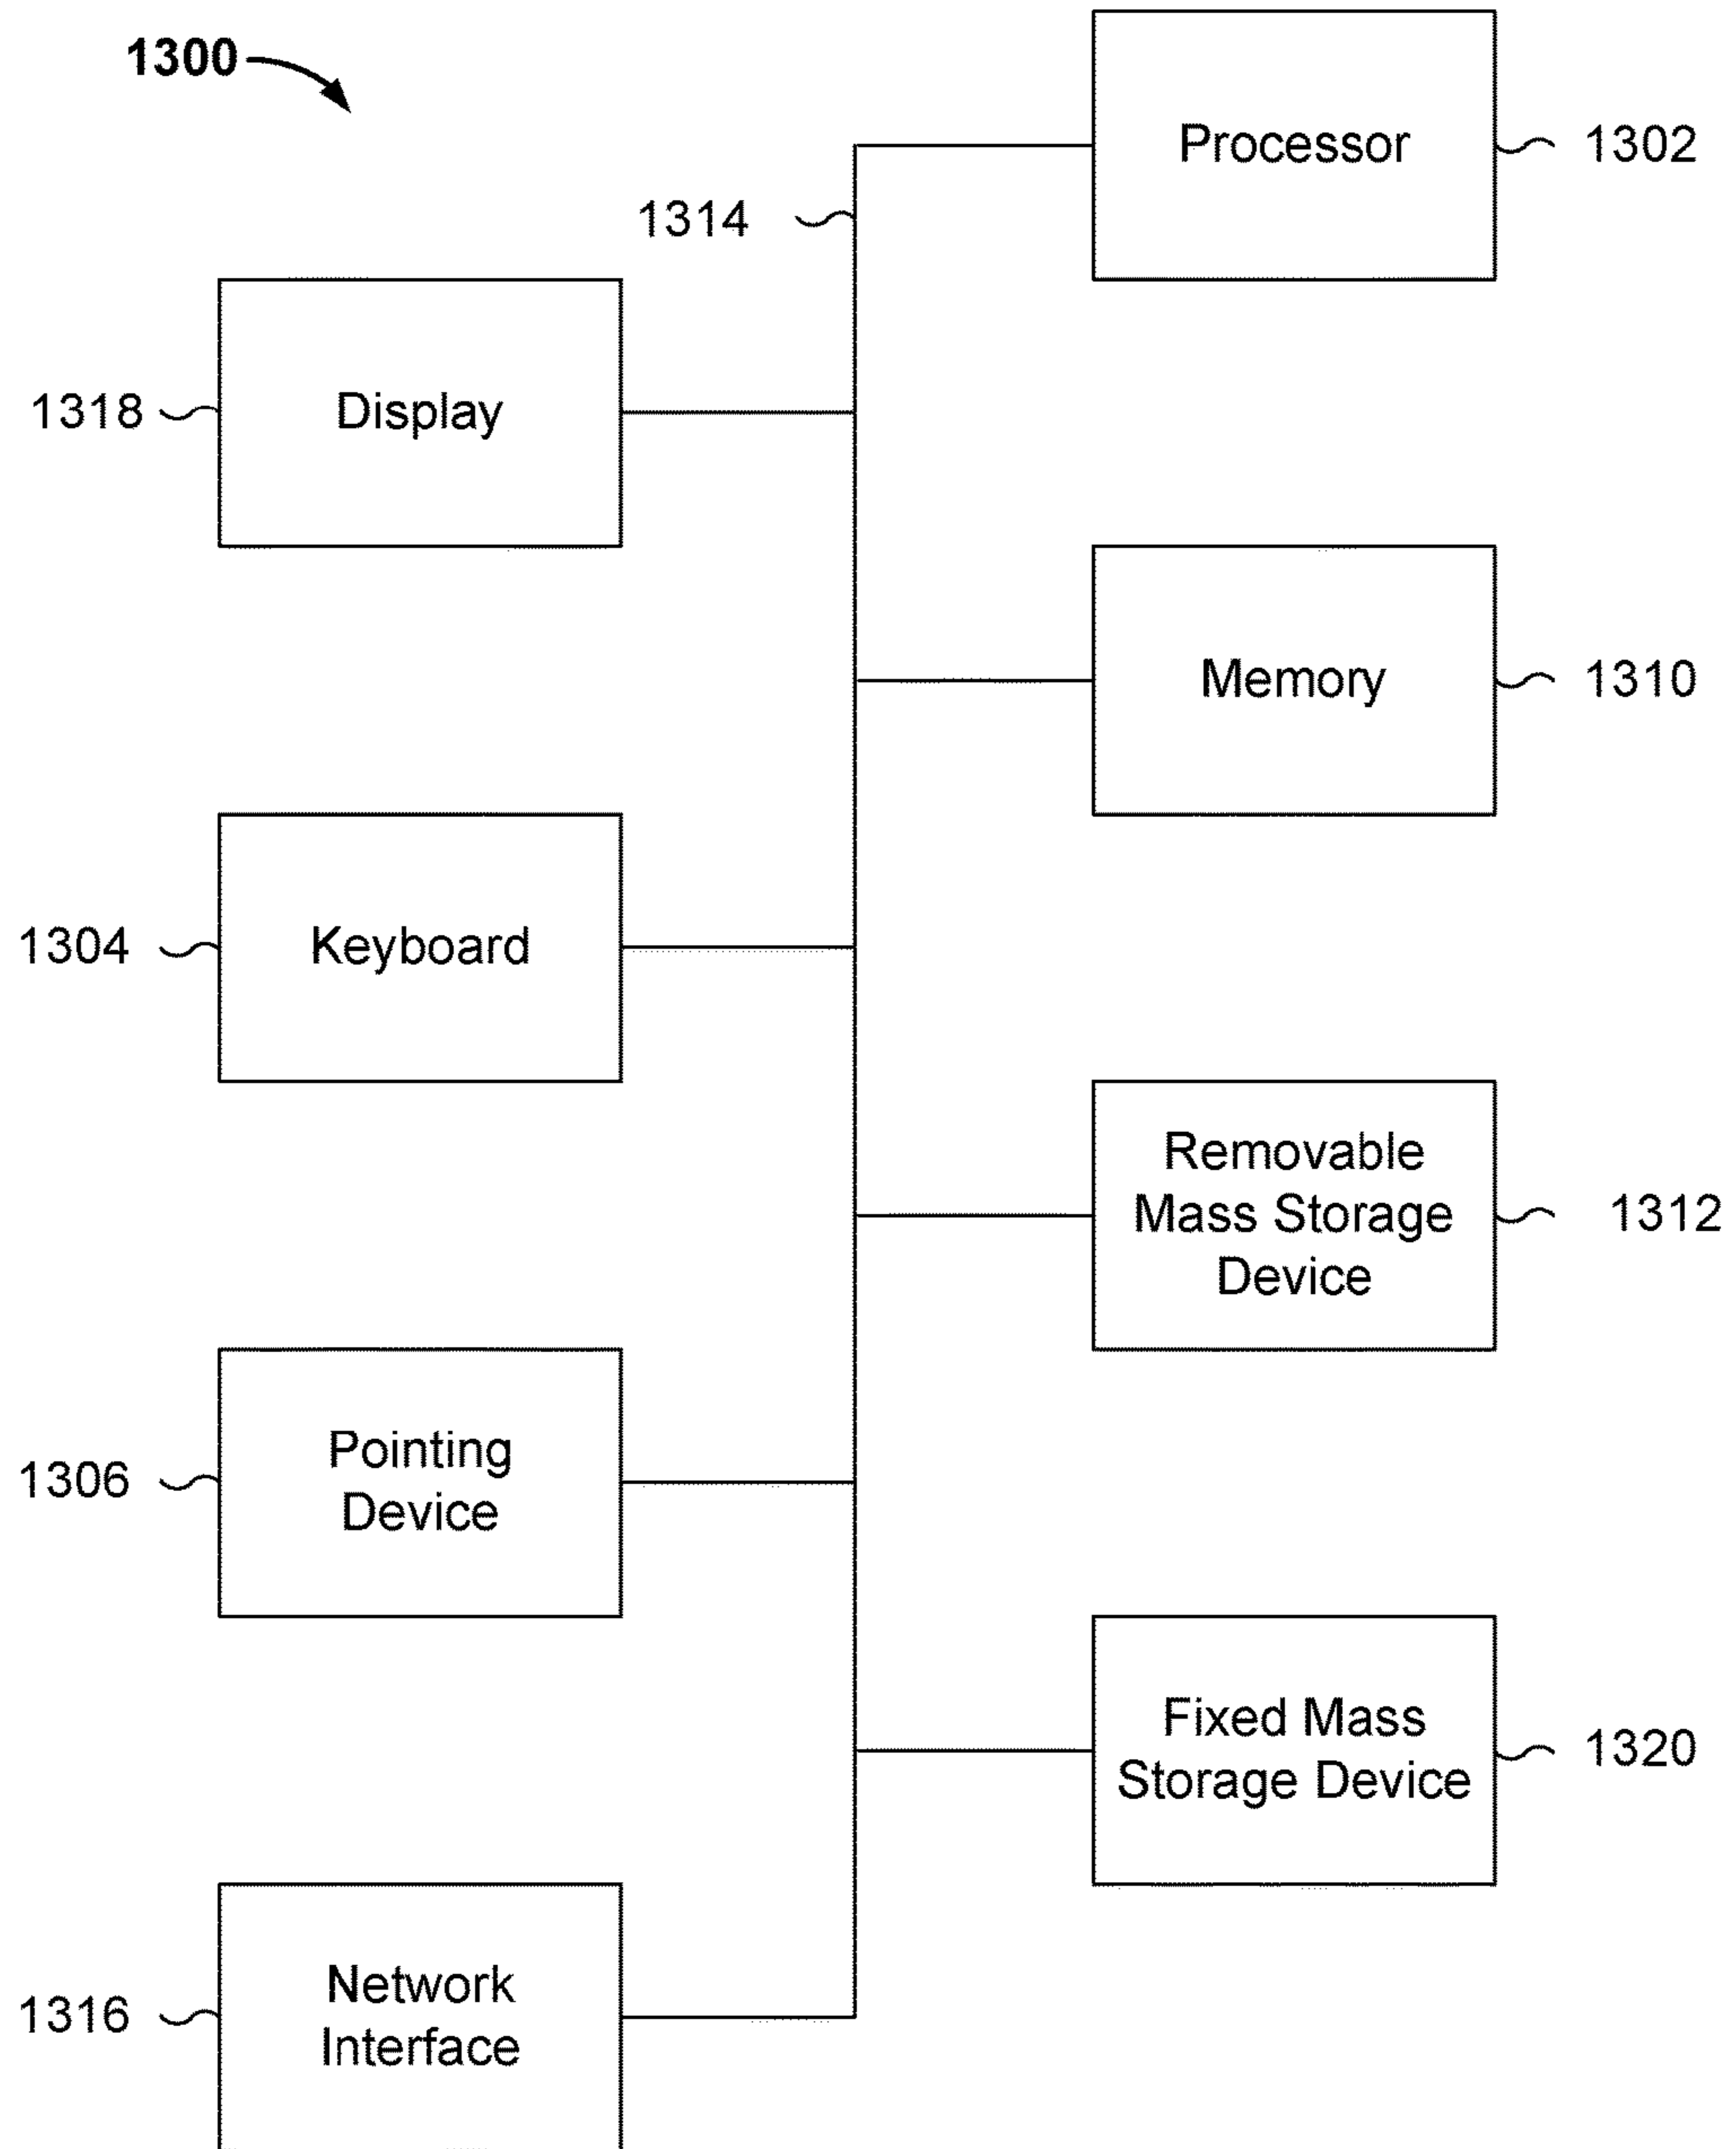 1300
Processor
1302
1314
1318
Display
Memory
1310
1304
Keyboard
Removable
Mass Storage
Device
1312
1306
Pointing
Device
Fixed Mass
Storage Device
1320
1316
Network
Interface